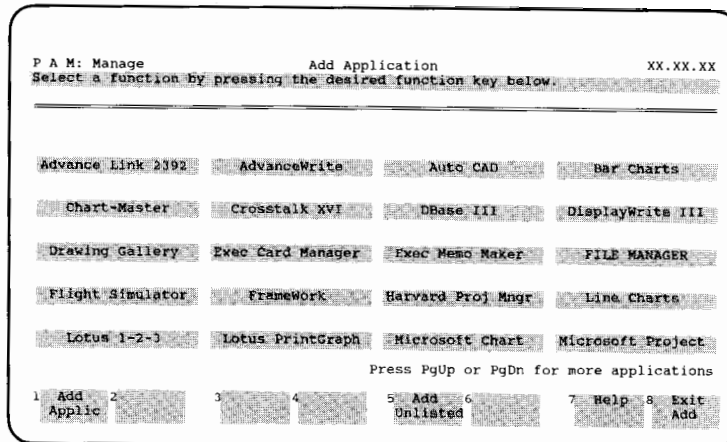 P A M: Manage Add Application XX.XX.XX
Select a function by pressing the desired function key below.
Advance Link 2392 AdvanceWrite Auto CAD Bar Charts
Chart-Master Crosstalk XVI DBase III DisplayWrite III
Drawing Gallery Exec Card Manager Exec Memo Maker FILE MANAGER
Flight Simulator FrameWork Harvard Proj Mngr Line Charts
Lotus 1-2-3 Lotus PrintGraph Microsoft Chart Microsoft Project
Press PgUp or PgDn for more applications
1 Add 2 3 4 5 Add 6 7 Help 8 Exit
Applic Unlisted Add